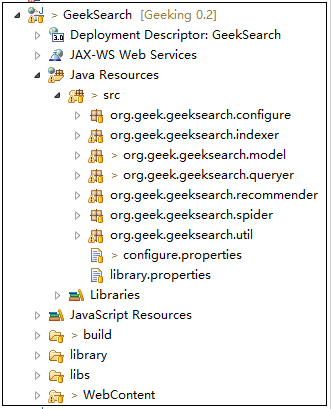 > GeekSearch [Geeking 0.2]
3.0 Deployment Descriptor: GeekSearch
JAX-WS Web Services
Java Resources
> src
org.geek.geeksearch.configure
org.geek.geeksearch.indexer
> org.geek.geeksearch.model
> org.geek.geeksearch.queryer
org.geek.geeksearch.recommender
org.geek.geeksearch.spider
org.geek.geeksearch.util
> configure.properties
library.properties
Libraries
JavaScript Resources
> build
library
libs
> WebContent